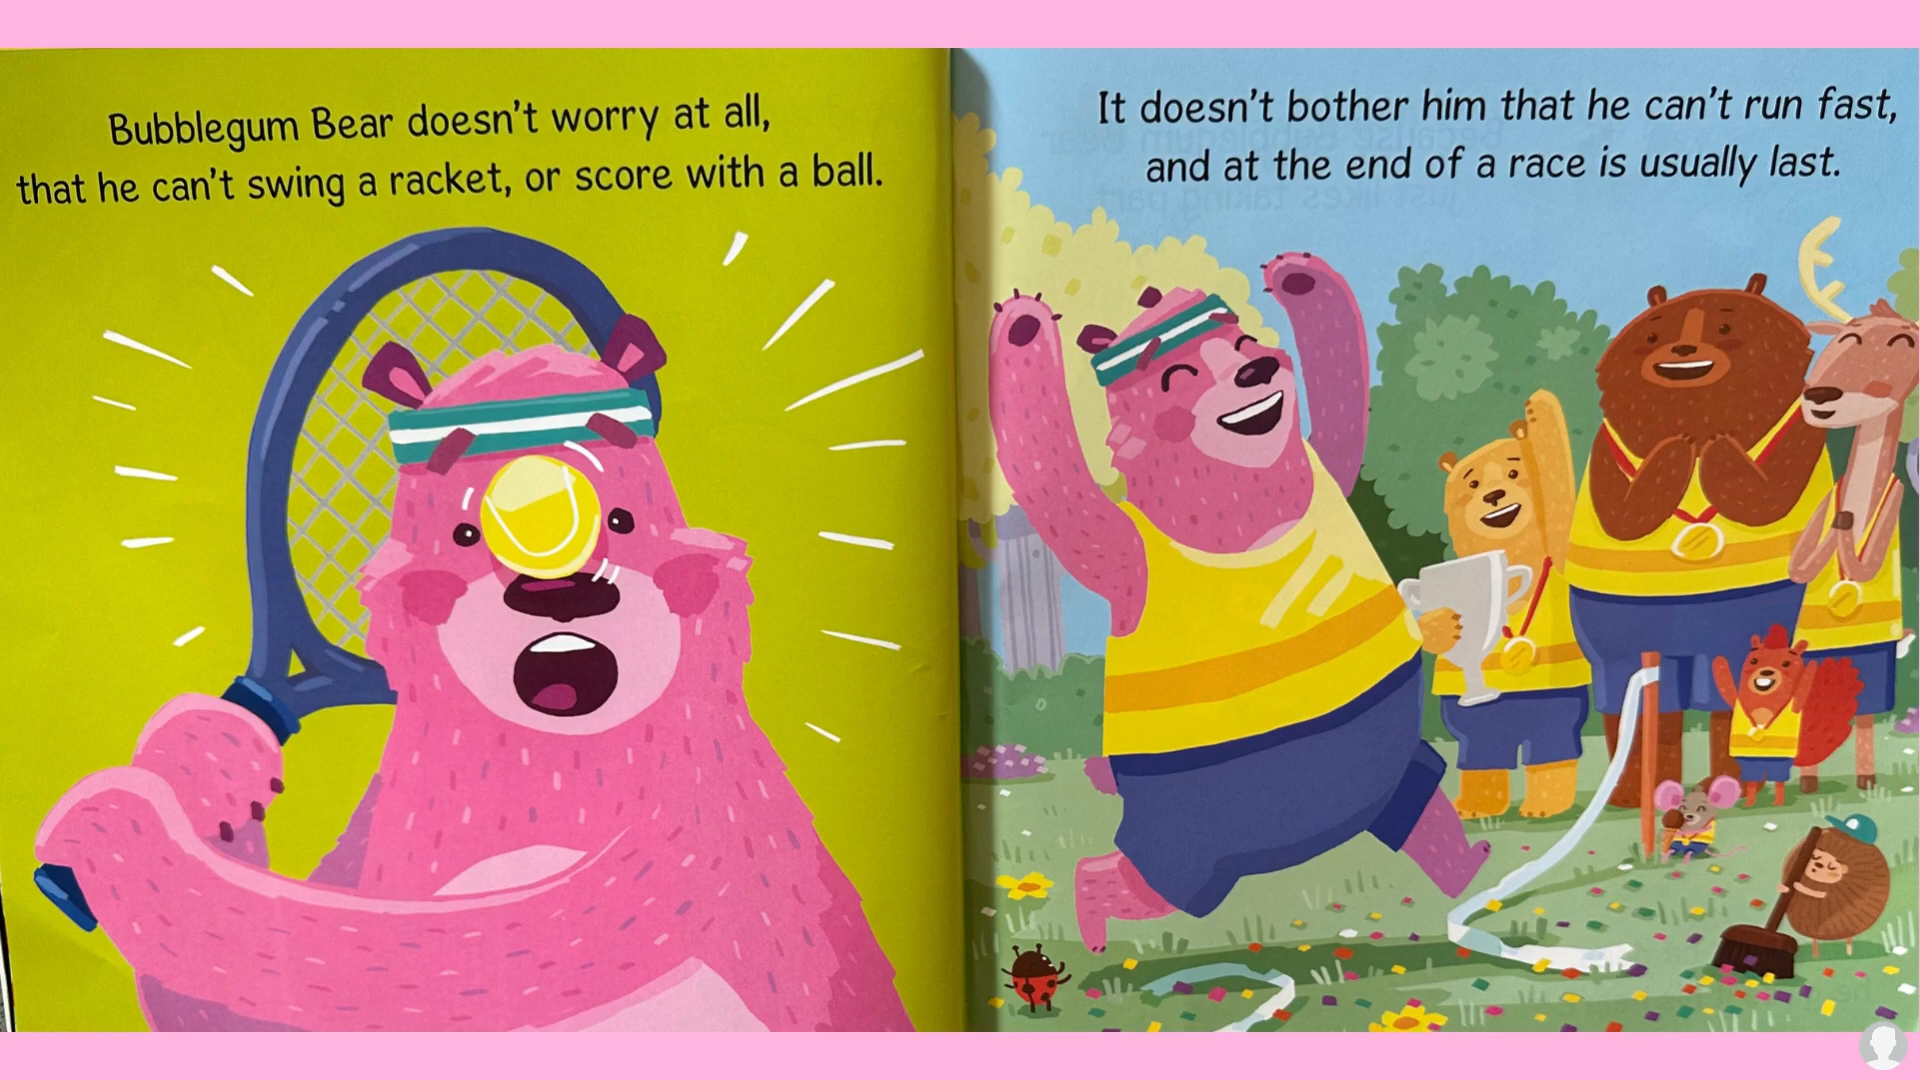 Bubblegum Bear doesn't worry at all,
that he can't swing a racket, or score with a ball.
It doesn't bother him that he can't run fast,
and at the end of a race is usually last.